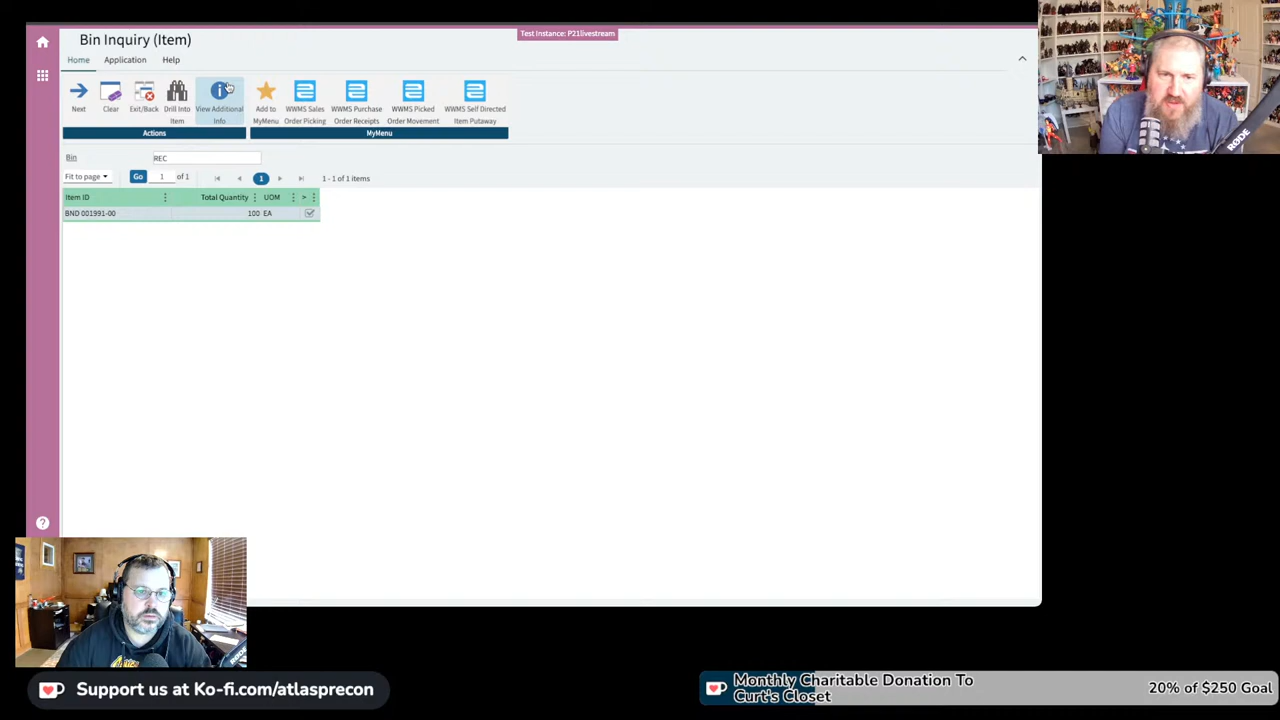 Bin Inquiry (Item)
Test Instance: P21livestream
Home
Application
Help
Next
Clear
Exit/Back
Drill Into
Item
View Additional
Info
Add to
MyMenu
WWMS Sales
Order Picking
WWMS Purchase
Order Receipts
WWMS Picked
Order Movement
WWMS Self Directed
Item Putaway
Actions
MyMenu
Bin
REC
Fit to page
Go
1
of 1
1
1 - 1 of 1 items
Item ID
Total Quantity
UOM
>
BND 001991-00
100
EA
RØDE
Support us at Ko-fi.com/atlasprecon
Monthly Charitable Donation To
Curt's Closet
20% of $250 Goal